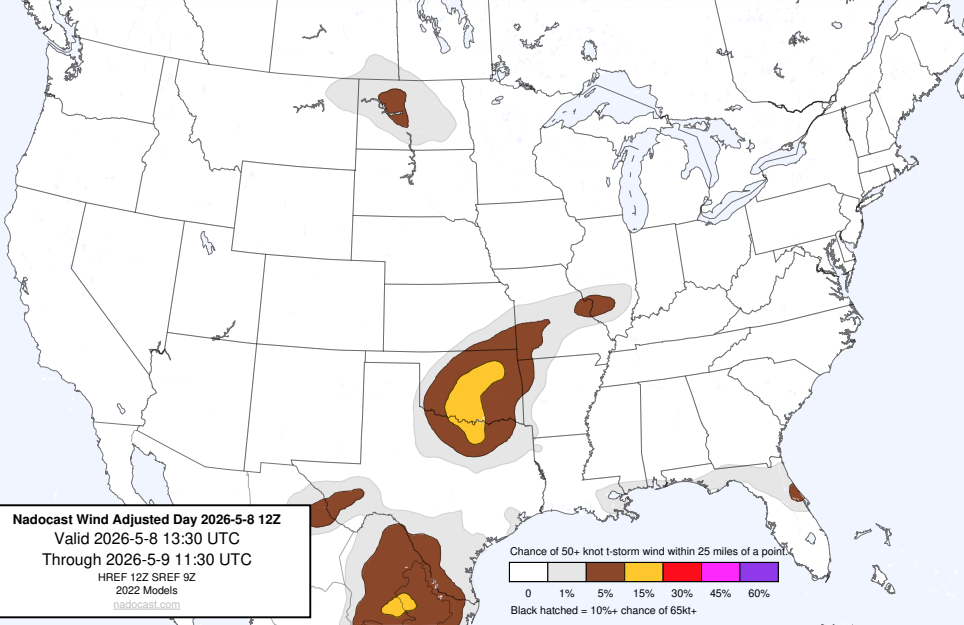 Nadocast Wind Adjusted Day 2026-5-8 12Z
Valid 2026-5-8 13:30 UTC
Through 2026-5-9 11:30 UTC
HREF 12Z SREF 9Z
2022 Models
nadocast.com
Chance of 50+ knot t-storm wind within 25 miles of a point.
0 1% 5% 15% 30% 45% 60%
Black hatched = 10%+ chance of 65kt+